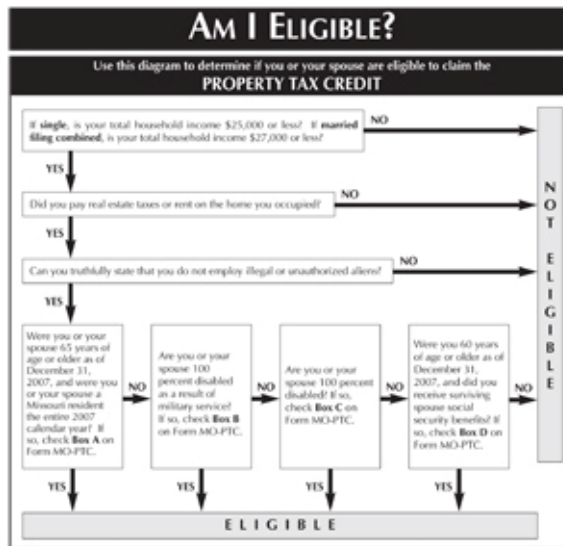 AM I ELIGIBLE?
Use this diagram to determine if you or your spouse are eligible to claim the
PROPERTY TAX CREDIT
If single, is your total household income $25,000 or less? If married
filing combined, is your total household income $27,000 or less?
NO
YES
Did you pay real estate taxes or rent on the home you occupied?
NO
YES
Can you truthfully state that you do not employ illegal or unauthorized aliens?
NO
YES
NOT ELIGIBLE
Were you or your
spouse 65 years of
age or older as of
December 31,
2007, and were you
or your spouse a
Missouri resident
the entire 2007
calendar year? If
so, check Box A on
Form MO-PTC.
NO
Are you or your
spouse 100
percent disabled
as a result of
military service?
If so, check Box B
on Form MO-PTC.
NO
Are you or your
spouse 100 percent
disabled? If so,
check Box C on
Form MO-PTC.
NO
Were you 60 years
of age or older as of
December 31,
2007, and did you
receive surviving
spouse social
security benefits? If
so, check Box D on
Form MO-PTC.
NO
YES
YES
YES
YES
ELIGIBLE